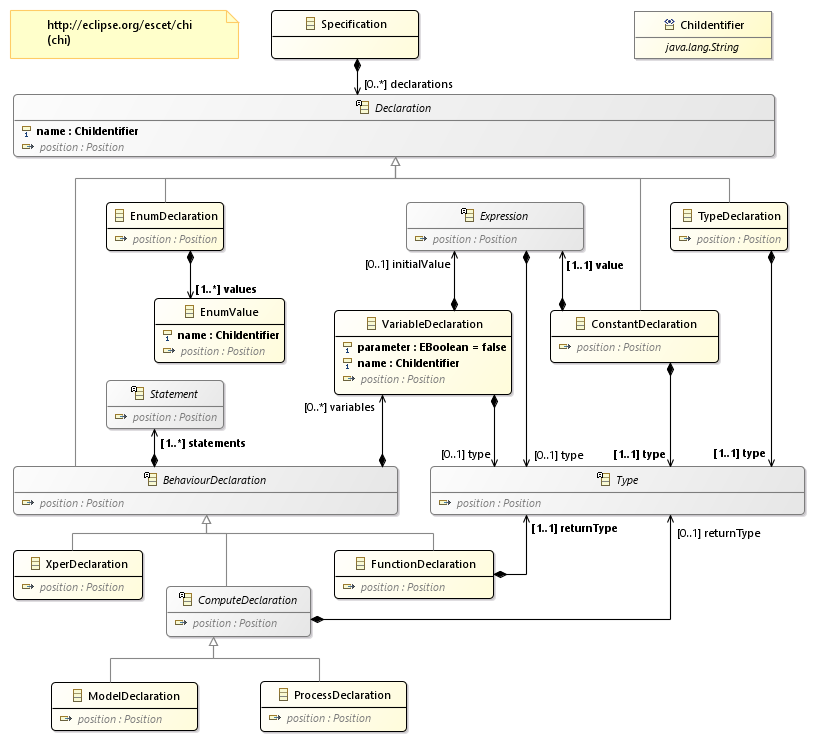 http://eclipse.org/escet/chi
(chi)
Specification
ChiIdentifier
java.lang.String
[0..*] declarations
Declaration
name : ChiIdentifier
position : Position
EnumDeclaration
position : Position
Expression
position : Position
TypeDeclaration
position : Position
[0..1] initialValue
[1..1] value
[1..*] values
EnumValue
name : ChiIdentifier
position : Position
VariableDeclaration
parameter : EBoolean = false
name : ChiIdentifier
position : Position
ConstantDeclaration
position : Position
Statement
position : Position
[0..*] variables
[1..*] statements
[0..1] type
[0..1] type
[1..1] type
[1..1] type
BehaviourDeclaration
position : Position
Type
position : Position
[1..1] returnType
[0..1] returnType
XperDeclaration
position : Position
FunctionDeclaration
position : Position
ComputeDeclaration
position : Position
ModelDeclaration
position : Position
ProcessDeclaration
position : Position